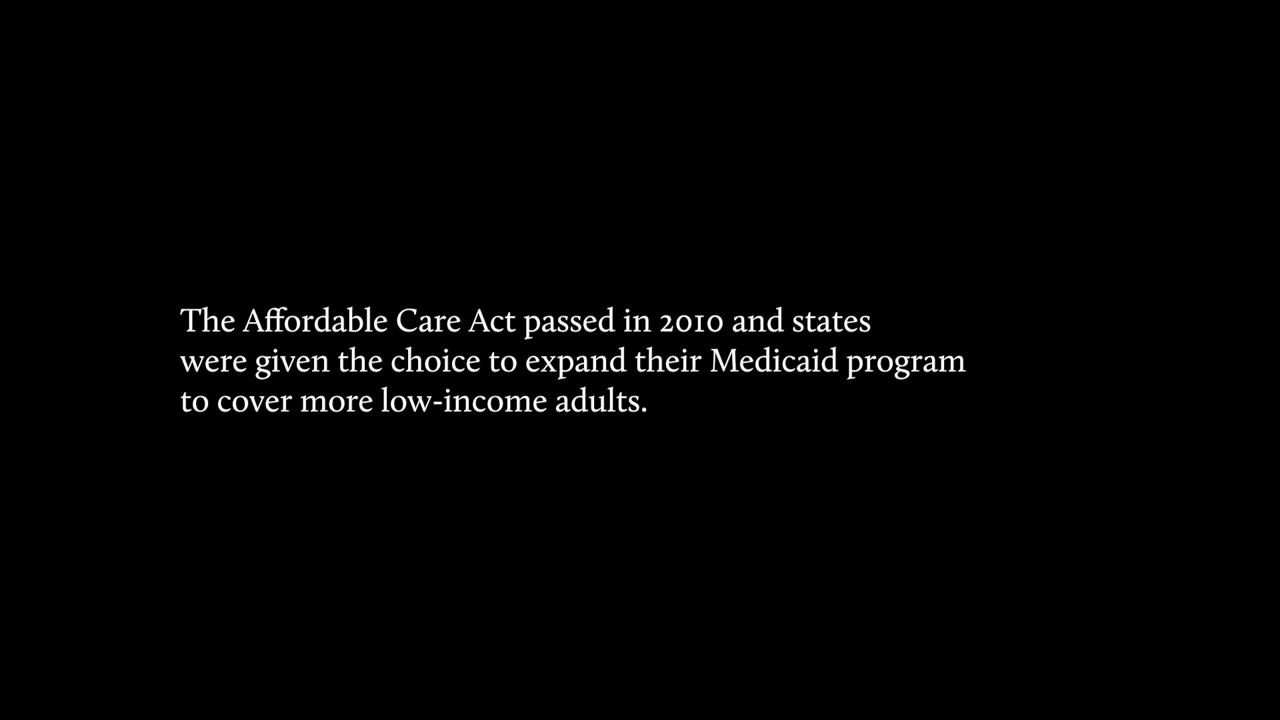 The Affordable Care Act passed in 2010 and states
were given the choice to expand their Medicaid program
to cover more low-income adults.